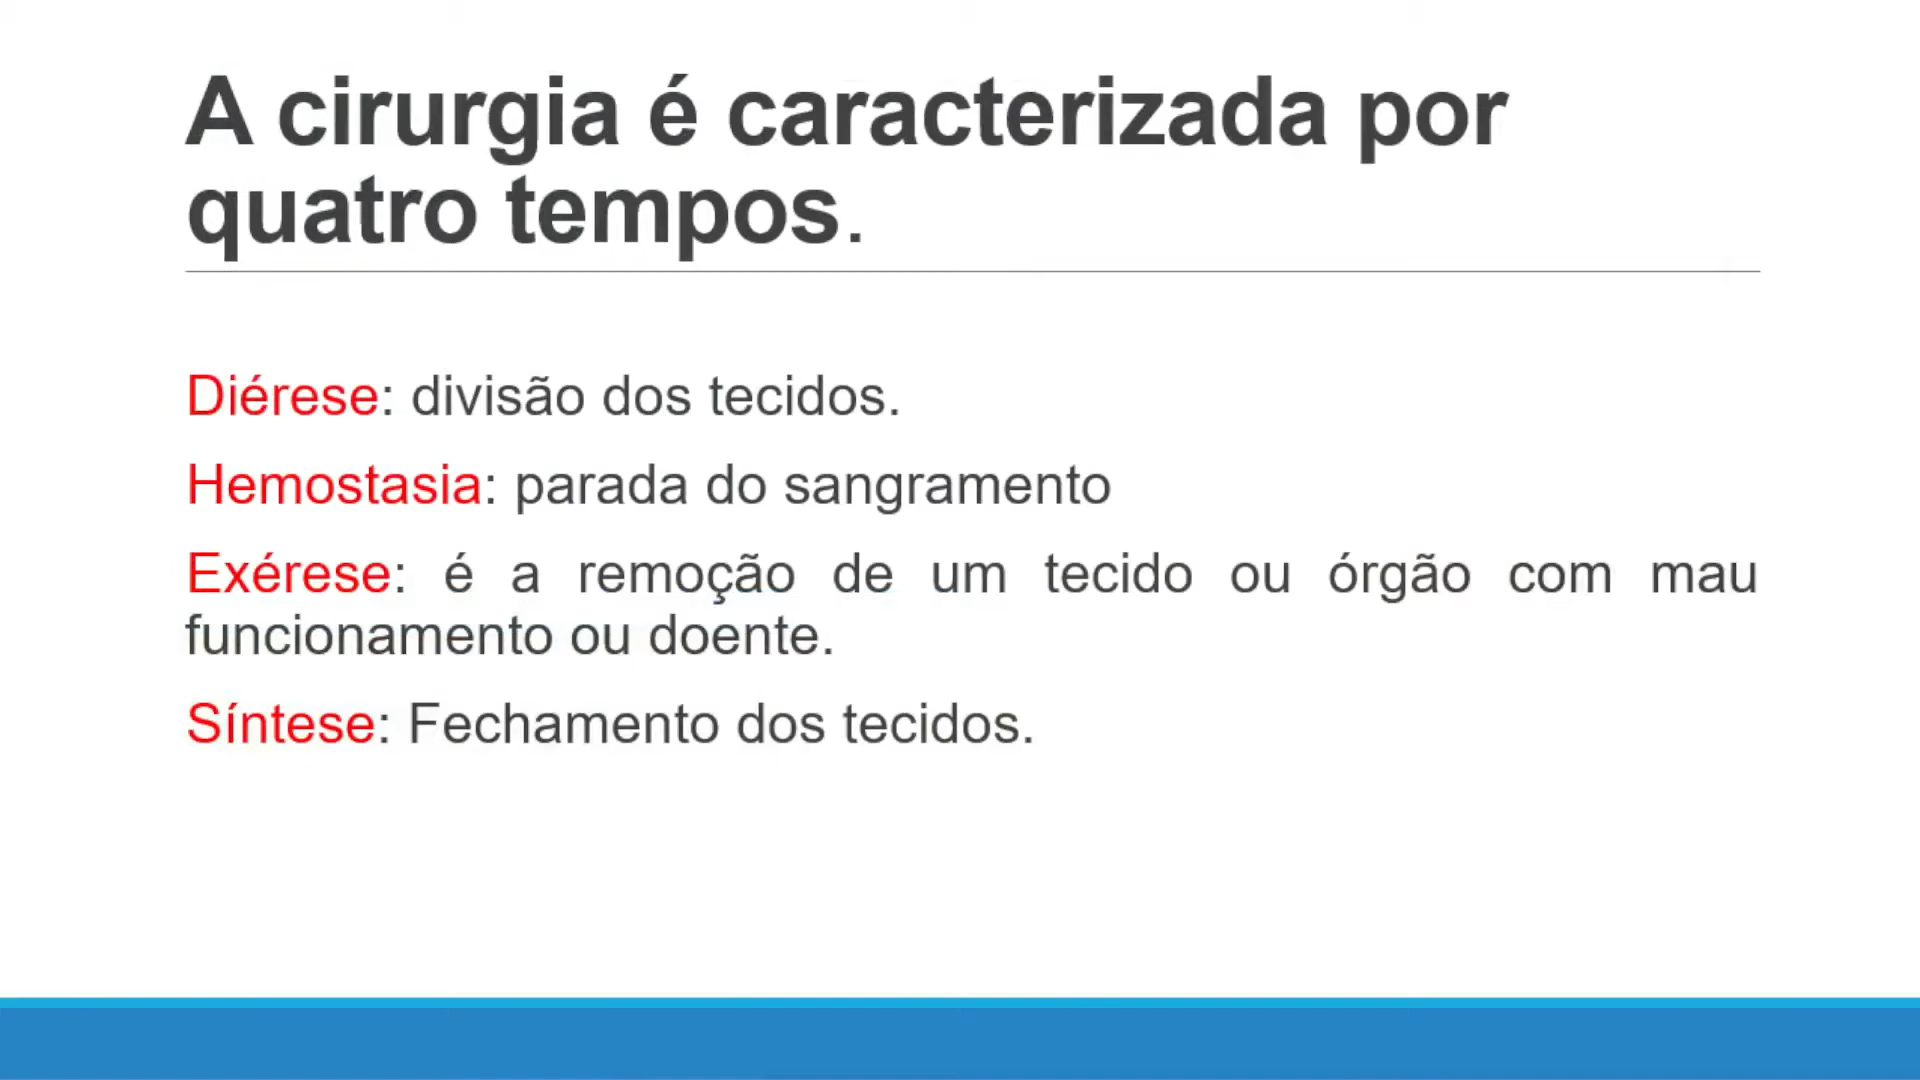 A cirurgia é caracterizada por
quatro tempos.
Diérese: divisão dos tecidos.
Hemostasia: parada do sangramento
Exérese: é a remoção de um tecido ou órgão com mau
funcionamento ou doente.
Síntese: Fechamento dos tecidos.